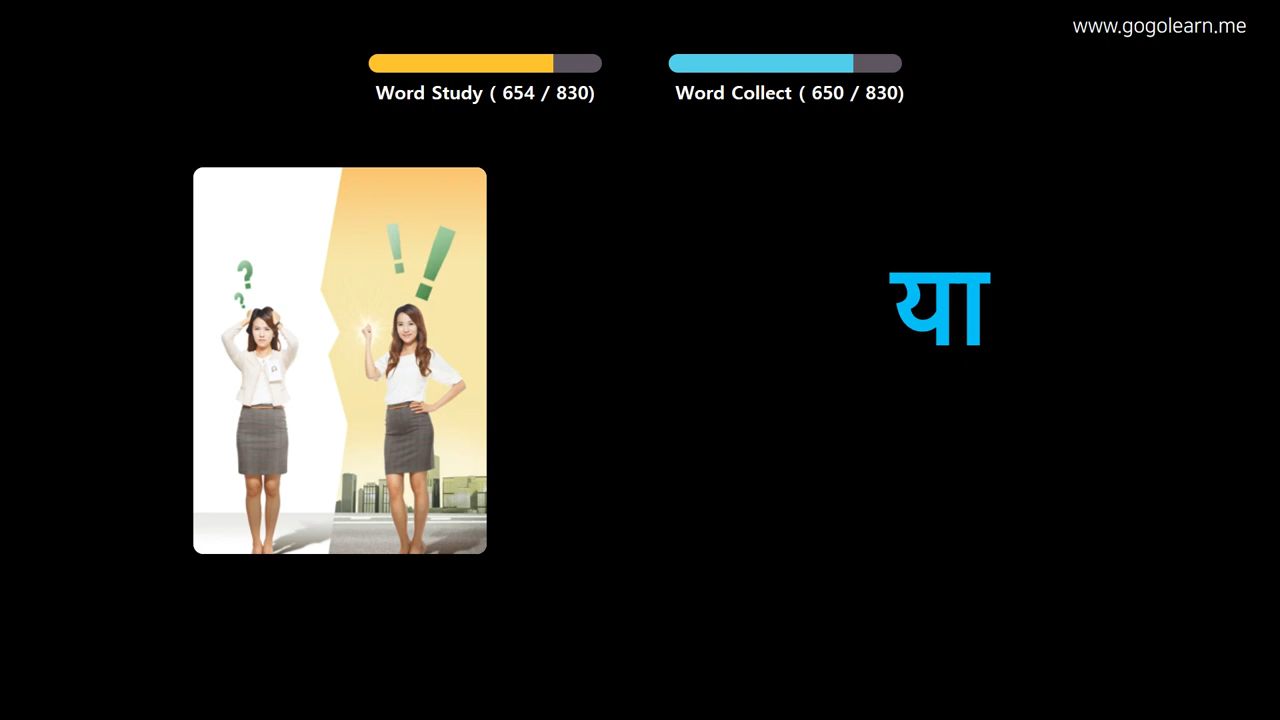 www.gogolearn.me
Word Study ( 654 / 830)
Word Collect ( 650 / 830)
? ?
! !
या